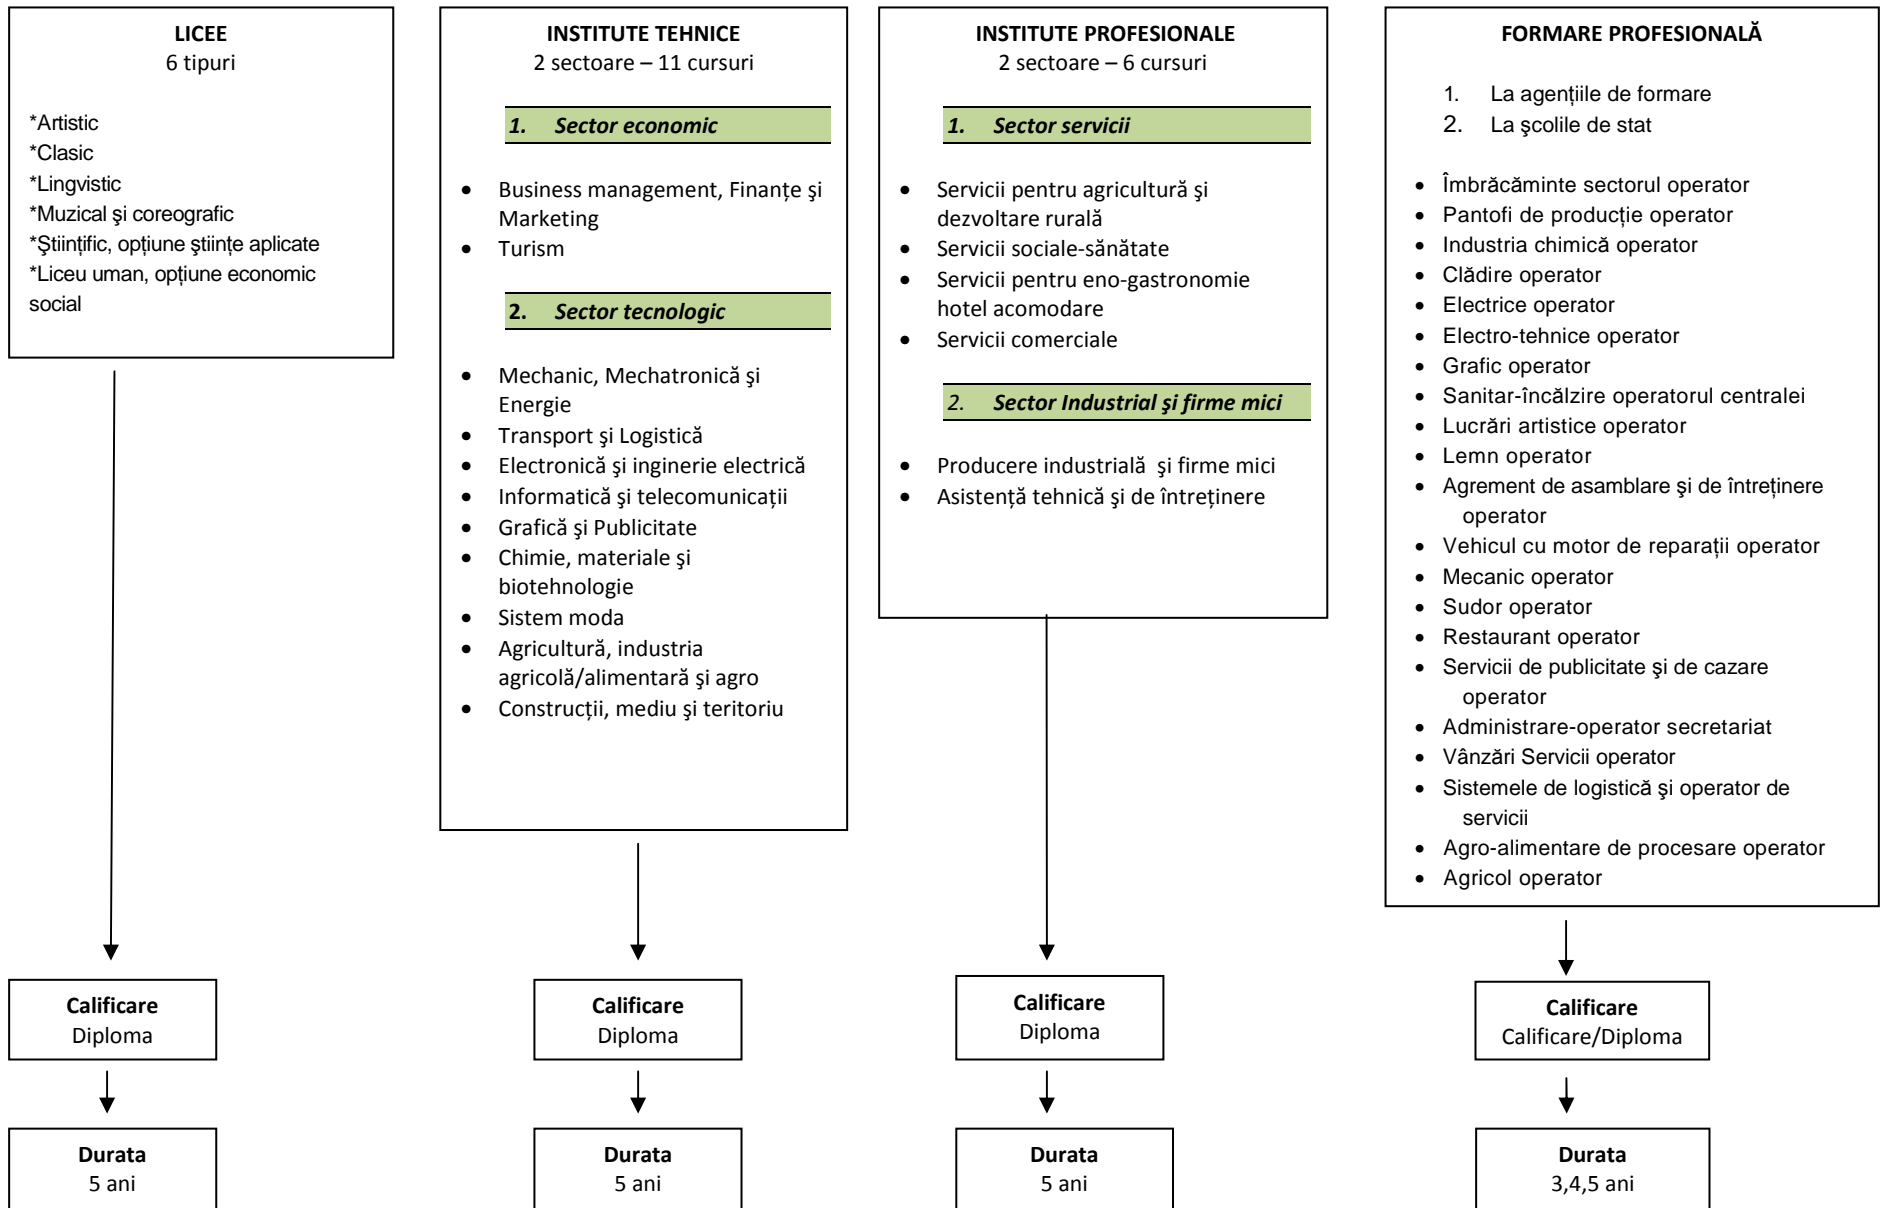 LICEE
6 tipuri
*Artistic
*Clasic
*Lingvistic
*Muzical şi coreografic
*Ştiinţific, opţiune ştiinţe aplicate
*Liceu uman, opţiune economic
social
INSTITUTE TEHNICE
2 sectoare – 11 cursuri
1. Sector economic
• Business management, Finanţe şi
Marketing
• Turism
2. Sector tecnologic
• Mechanic, Mechatronică şi
Energie
• Transport şi Logistică
• Electronică şi inginerie electrică
• Informatică şi telecomunicaţii
• Grafică şi Publicitate
• Chimie, materiale şi
biotehnologie
• Sistem moda
• Agricultură, industria
agricolă/alimentară şi agro
• Construcţii, mediu şi teritoriu
INSTITUTE PROFESIONALE
2 sectoare – 6 cursuri
1. Sector servicii
• Servicii pentru agricultură şi
dezvoltare rurală
• Servicii sociale-sănătate
• Servicii pentru eno-gastronomie
hotel acomodare
• Servicii comerciale
2. Sector Industrial şi firme mici
• Producere industrială şi firme mici
• Asistenţă tehnică şi de întreţinere
FORMARE PROFESIONALĂ
1. La agenţiile de formare
2. La şcolile de stat
• Îmbrăcăminte sectorul operator
• Pantofi de producţie operator
• Industria chimică operator
• Clădire operator
• Electrice operator
• Electro-tehnice operator
• Grafic operator
• Sanitar-încălzire operatorul centralei
• Lucrări artistice operator
• Lemn operator
• Agrement de asamblare şi de întreţinere
operator
• Vehicul cu motor de reparaţii operator
• Mecanic operator
• Sudor operator
• Restaurant operator
• Servicii de publicitate şi de cazare
operator
• Administrare-operator secretariat
• Vânzări Servicii operator
• Sistemele de logistică şi operator de
servicii
• Agro-alimentare de procesare operator
• Agricol operator
Calificare
Diploma
Calificare
Diploma
Calificare
Diploma
Calificare
Calificare/Diploma
Durata
5 ani
Durata
5 ani
Durata
5 ani
Durata
3,4,5 ani